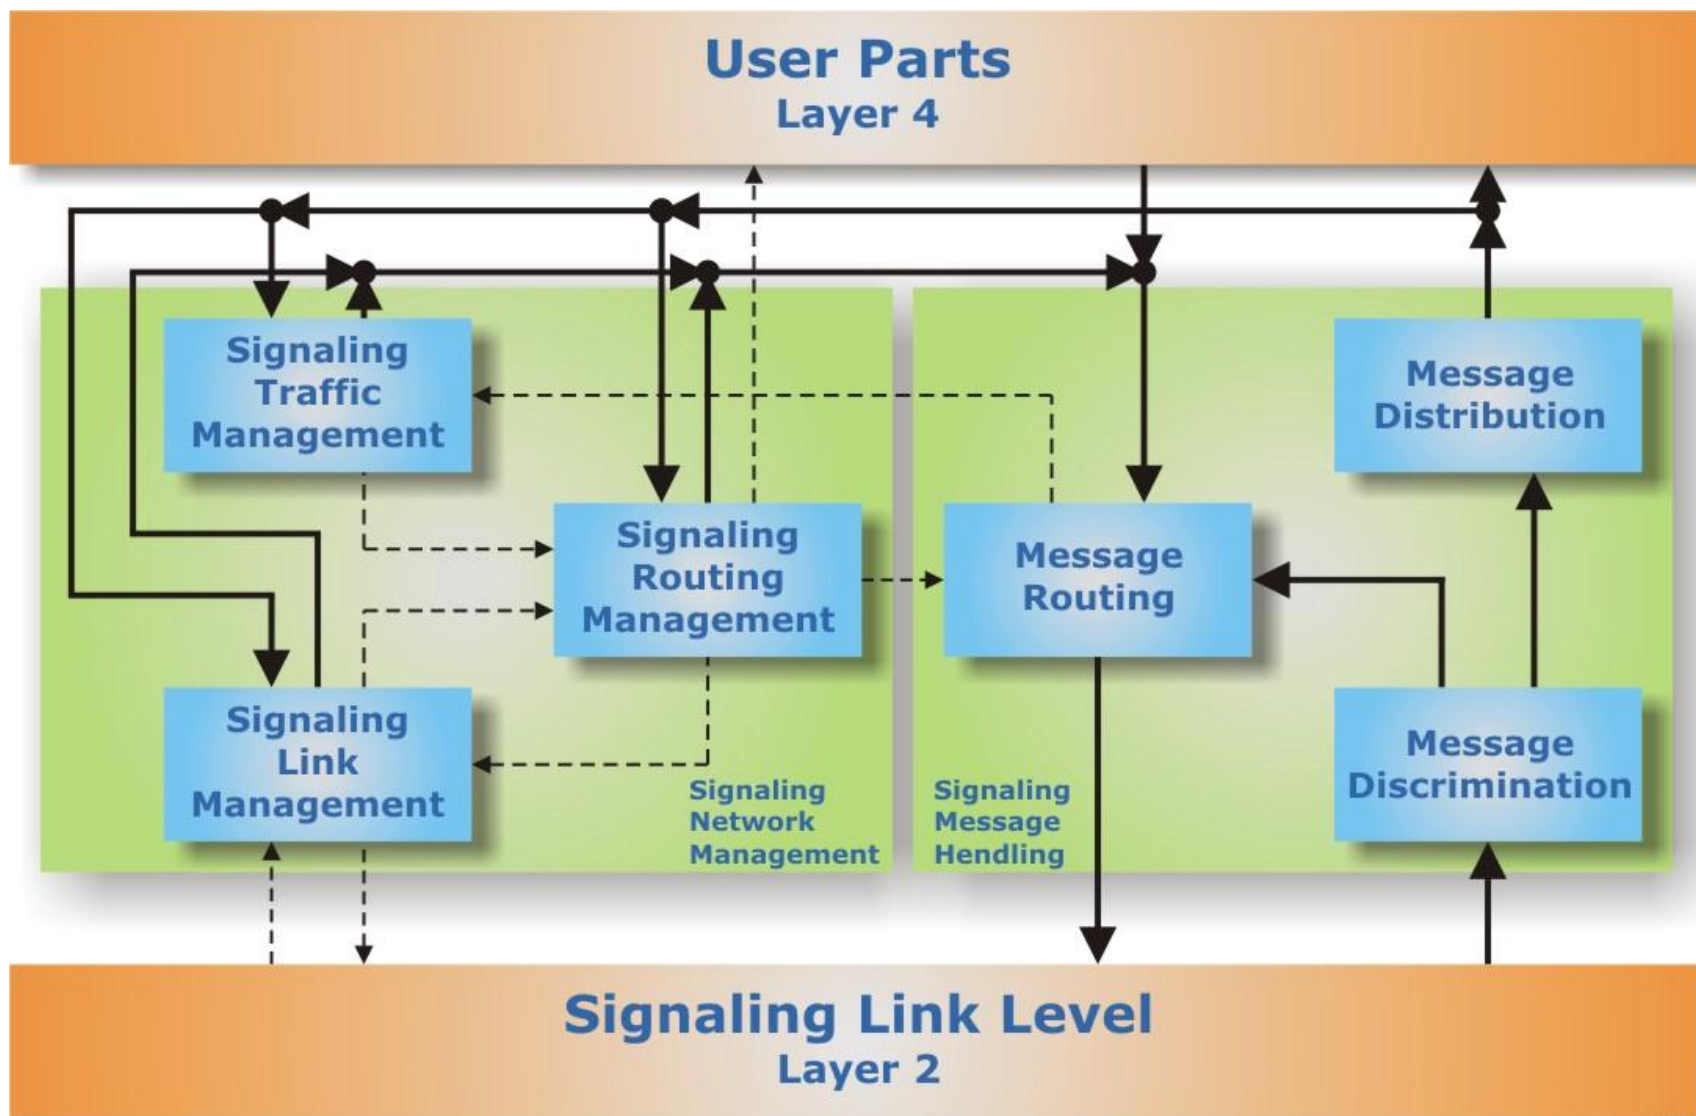 User Parts
Layer 4
Signaling
Traffic
Management
Message
Distribution
Signaling
Routing
Management
Message
Routing
Signaling
Link
Management
Message
Discrimination
Signaling
Network
Management
Signaling
Message
Hendling
Signaling Link Level
Layer 2